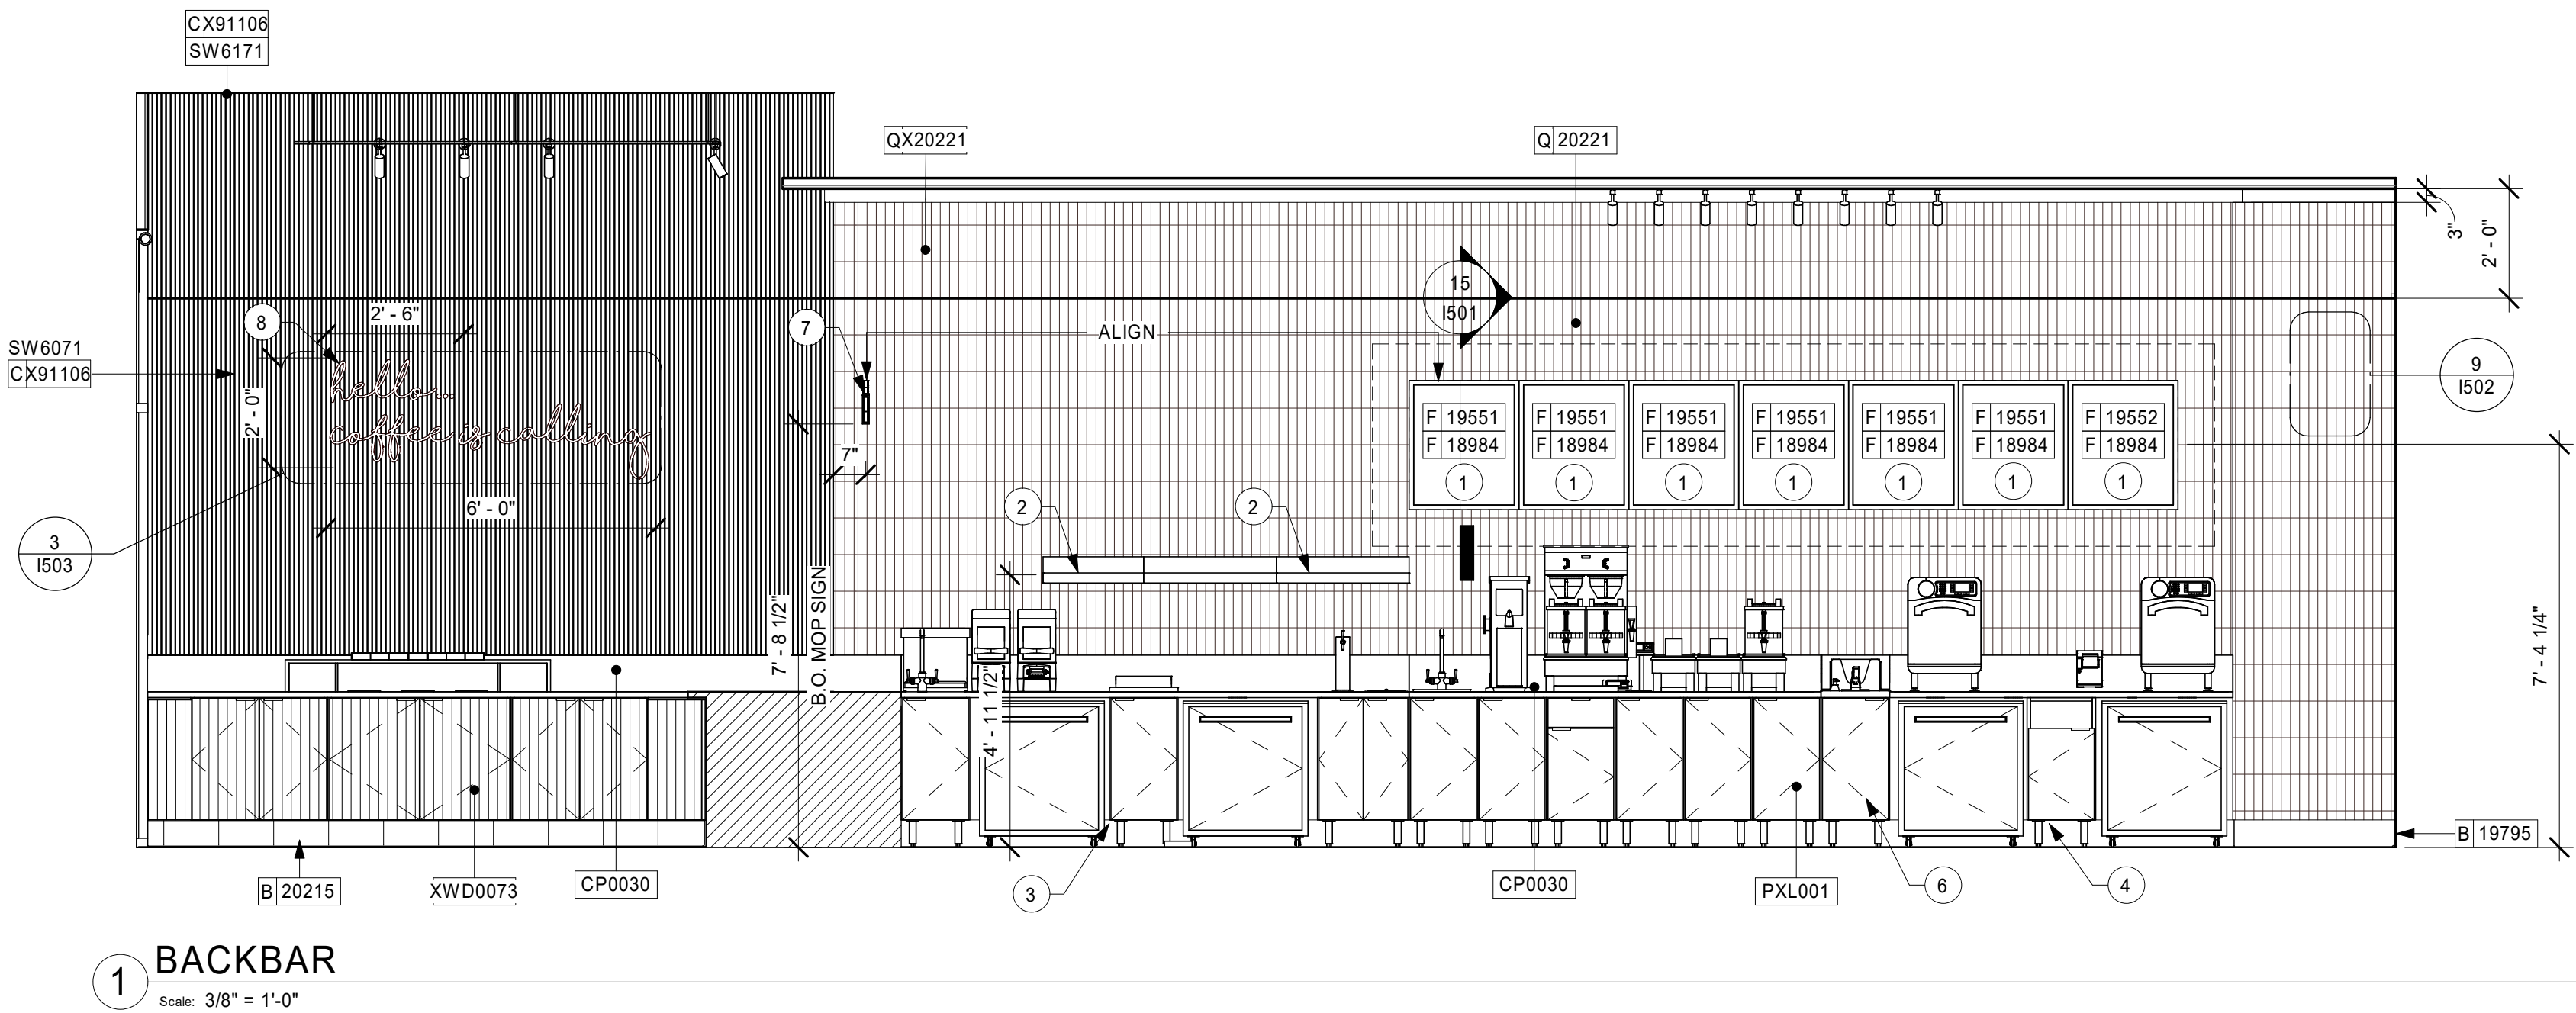 CX91106
SW6171
QX20221
Q 20221
3"
2' - 0"
15
I501
8
2' - 6"
7
ALIGN
SW6071
CX91106
hello...
coffee is calling
2' - 0"
6' - 0"
7"
9
I502
F 19551
F 18984
1
F 19551
F 18984
1
F 19551
F 18984
1
F 19551
F 18984
1
F 19551
F 18984
1
F 19551
F 18984
1
F 19552
F 18984
1
2
2
3
I503
7' - 8 1/2"
B.O. MOP SIGN
4' - 11 1/2"
7' - 4 1/4"
B 19795
B 20215
XWD0073
CP0030
3
CP0030
PXL001
6
4
1
BACKBAR
Scale: 3/8" = 1'-0"